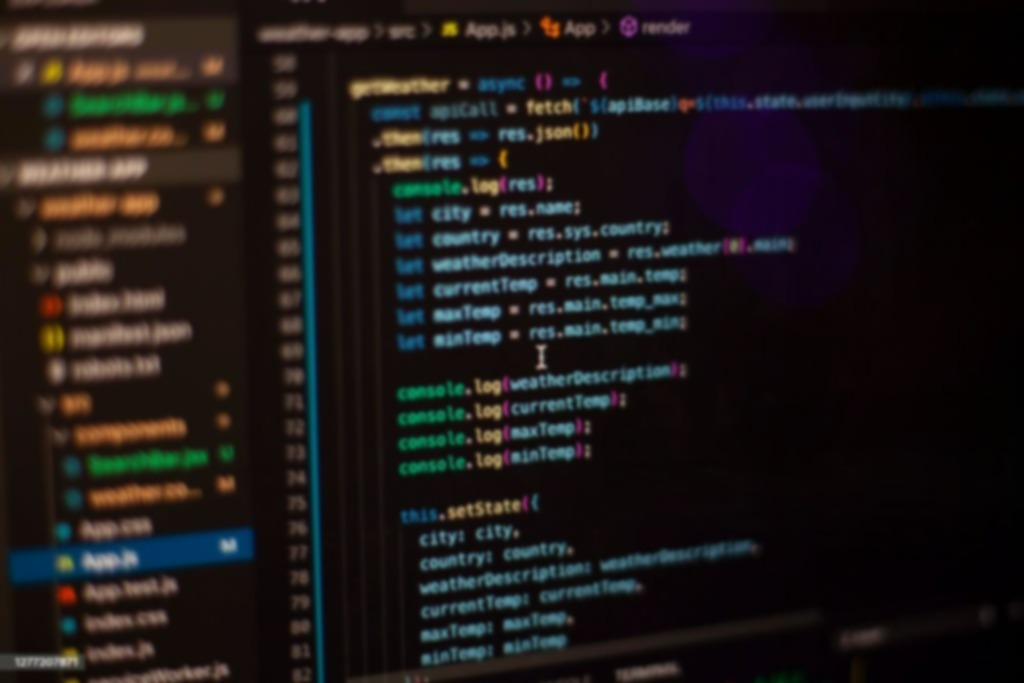 OPEN EDITORS
App.js
SearchBar.js...
weather.co...
WEATHER-APP
weather-app
node_modules
public
index.html
manifest.json
robots.txt
src
components
SearchBar.jsx
weather.co...
App.css
App.js M
App.test.js
index.css
index.js
serviceWorker.js
weather-app > src > JS App.js > App > render
58
59 getWeather = async () => {
60 const apiCall = fetch(`${apiBase}q=${this.state.userInputCity}
61 .then(res => res.json())
62 .then(res => {
63 console.log(res);
64 let city = res.name;
65 let country = res.sys.country;
66 let weatherDescription = res.weather[0].main;
67 let currentTemp = res.main.temp;
68 let maxTemp = res.main.temp_max;
69 let minTemp = res.main.temp_min;
70
71 console.log(weatherDescription);
72 console.log(currentTemp);
73 console.log(maxTemp);
74 console.log(minTemp);
75
76 this.setState({
77 city: city,
78 country: country,
79 weatherDescription: weatherDescription,
80 currentTemp: currentTemp,
81 maxTemp: maxTemp,
82 minTemp: minTemp
TERMINAL
1277207871